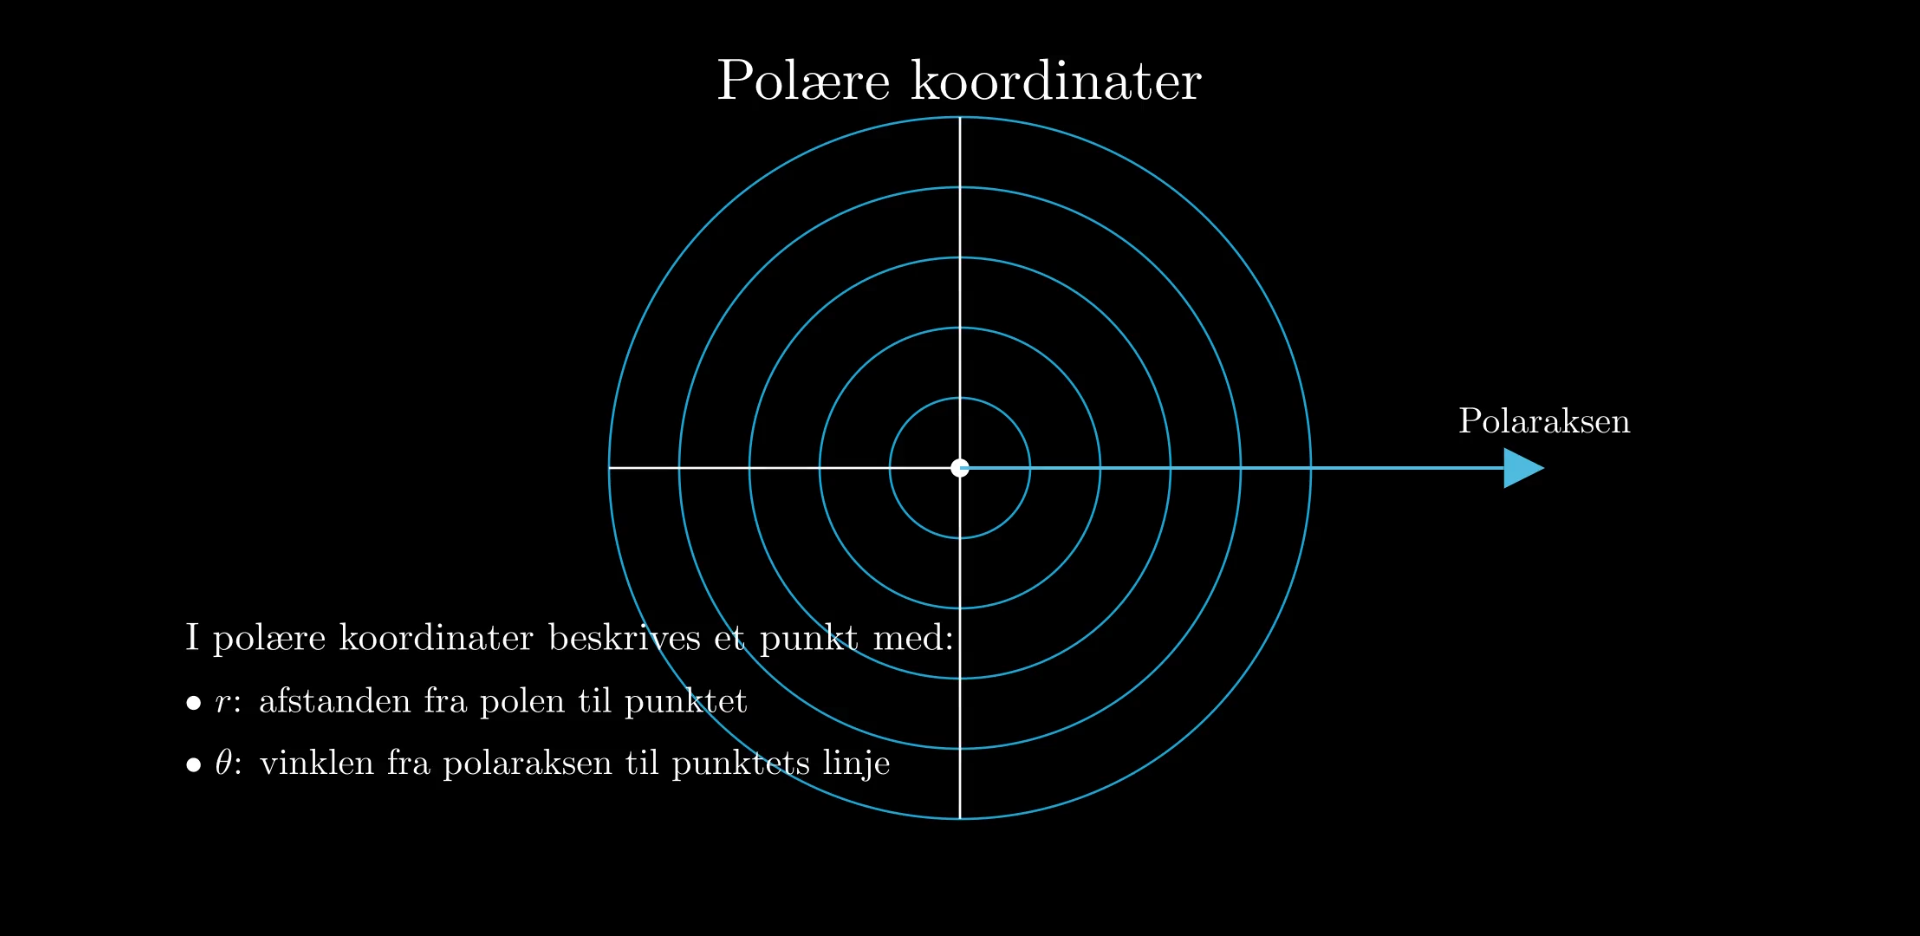 Polære koordinater
Polaraksen
I polære koordinater beskrives et punkt med:
• r: afstanden fra polen til punktet
• θ: vinklen fra polaraksen til punktets linje